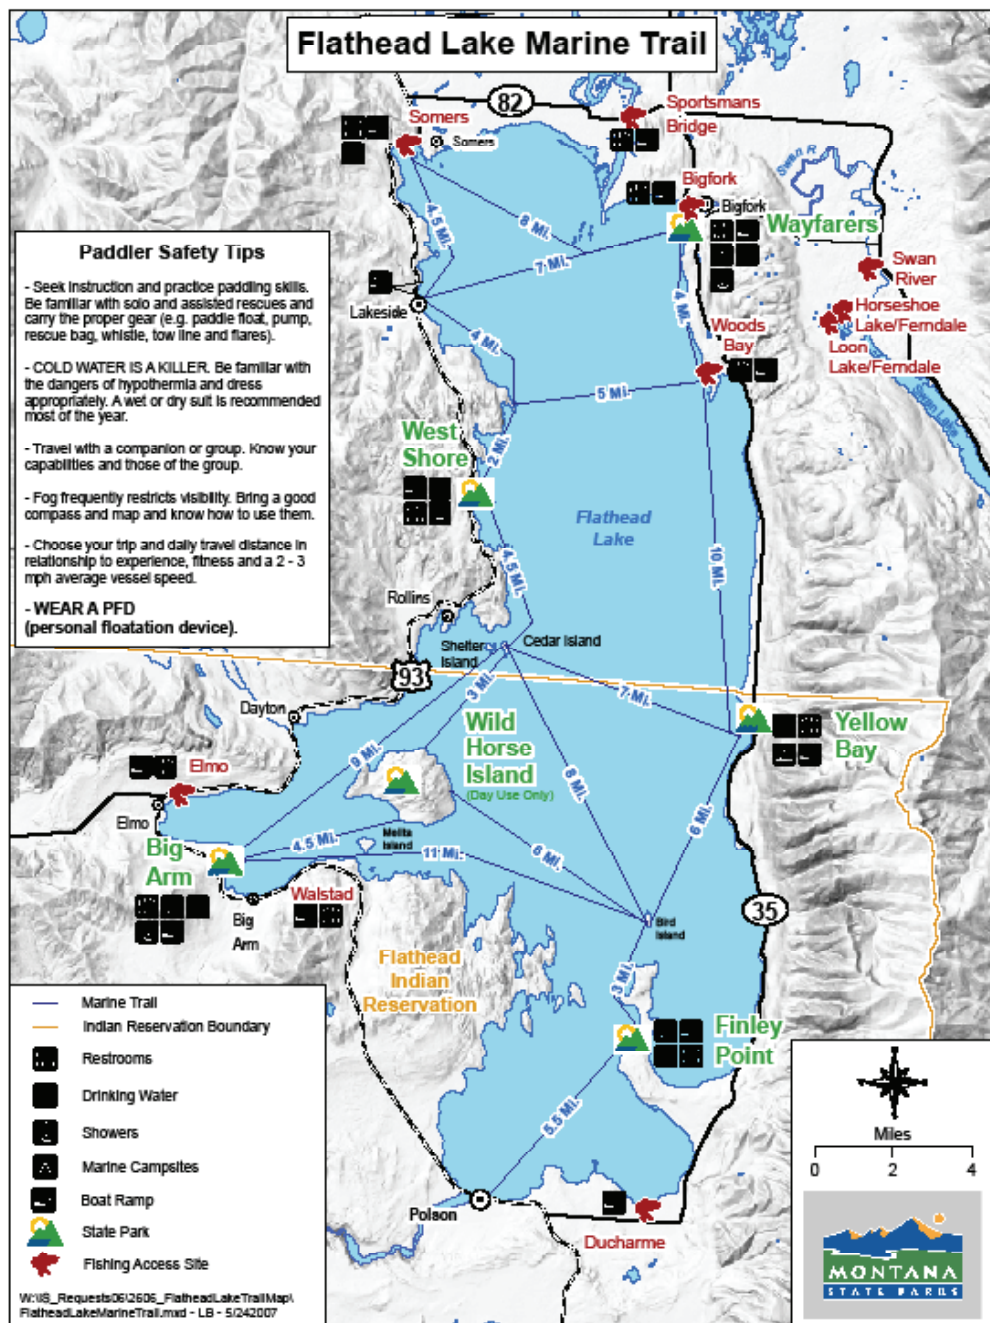 Flathead Lake Marine Trail
82
Sportsmans
Bridge
Somers
Somers
Swan R
Bigfork
Bigfork
Wayfarers
4.5 Mi.
8 Mi.
7 Mi.
Swan
River
Paddler Safety Tips
- Seek instruction and practice paddling skills.
Be familiar with solo and assisted rescues and
carry the proper gear (e.g. paddle float, pump,
rescue bag, whistle, tow line and flares).
- COLD WATER IS A KILLER. Be familiar with
the dangers of hypothermia and dress
appropriately. A wet or dry suit is recommended
most of the year.
- Travel with a companion or group. Know your
capabilities and those of the group.
- Fog frequently restricts visibility. Bring a good
compass and map and know how to use them.
- Choose your trip and daily travel distance in
relationship to experience, fitness and a 2 - 3
mph average vessel speed.
- WEAR A PFD
(personal floatation device).
Lakeside
4 Mi.
Horseshoe
Lake/Ferndale
Loon
Lake/Ferndale
Woods
Bay
4 Mi.
5 Mi.
Swan Lake
West
Shore
2 Mi.
Flathead
Lake
10 Mi.
4.5 Mi.
Rollins
Shelter
Island
Cedar Island
93
3 Mi.
7 Mi.
Dayton
Wild
Horse
Island
(Day Use Only)
Yellow
Bay
9 Mi.
8 Mi.
Elmo
Elmo
6 Mi.
Big
Arm
4.5 Mi.
Melita
Island
11 Mi.
6 Mi.
Walstad
Big
Arm
35
Bird
Island
Flathead
Indian
Reservation
3 Mi.
Finley
Point
5.5 Mi.
Polson
Ducharme
Marine Trail
Indian Reservation Boundary
Restrooms
Drinking Water
Showers
Marine Campsites
Boat Ramp
State Park
Fishing Access Site
W:\IS_Requests06\2606_FlatheadLakeTrailMap\
FlatheadLakeMarineTrail.mxd - LB - 5/242007
Miles
0 2 4
MONTANA
STATE PARKS